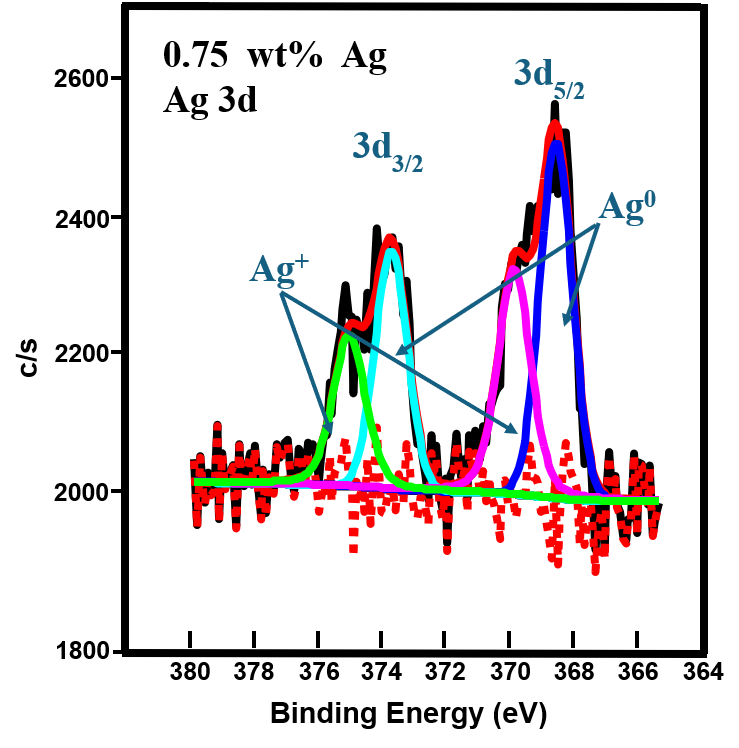 0.75 wt% Ag
Ag 3d
3d5/2
3d3/2
Ag0
Ag+
2600
2400
2200
2000
1800
c/s
380 378 376 374 372 370 368 366 364
Binding Energy (eV)